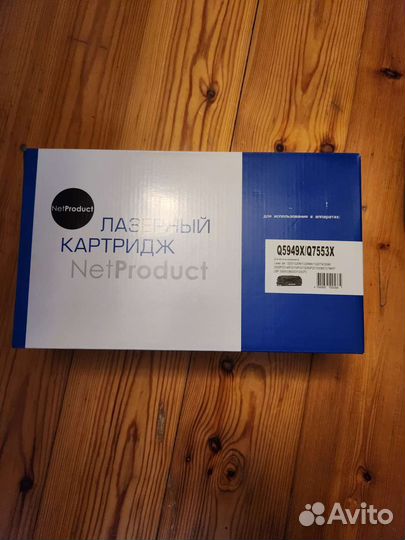 NetProduct
ЛАЗЕРНЫЙ
КАРТРИДЖ
NetProduct
для использования в аппаратах:
Q5949X/Q7553X
Avito